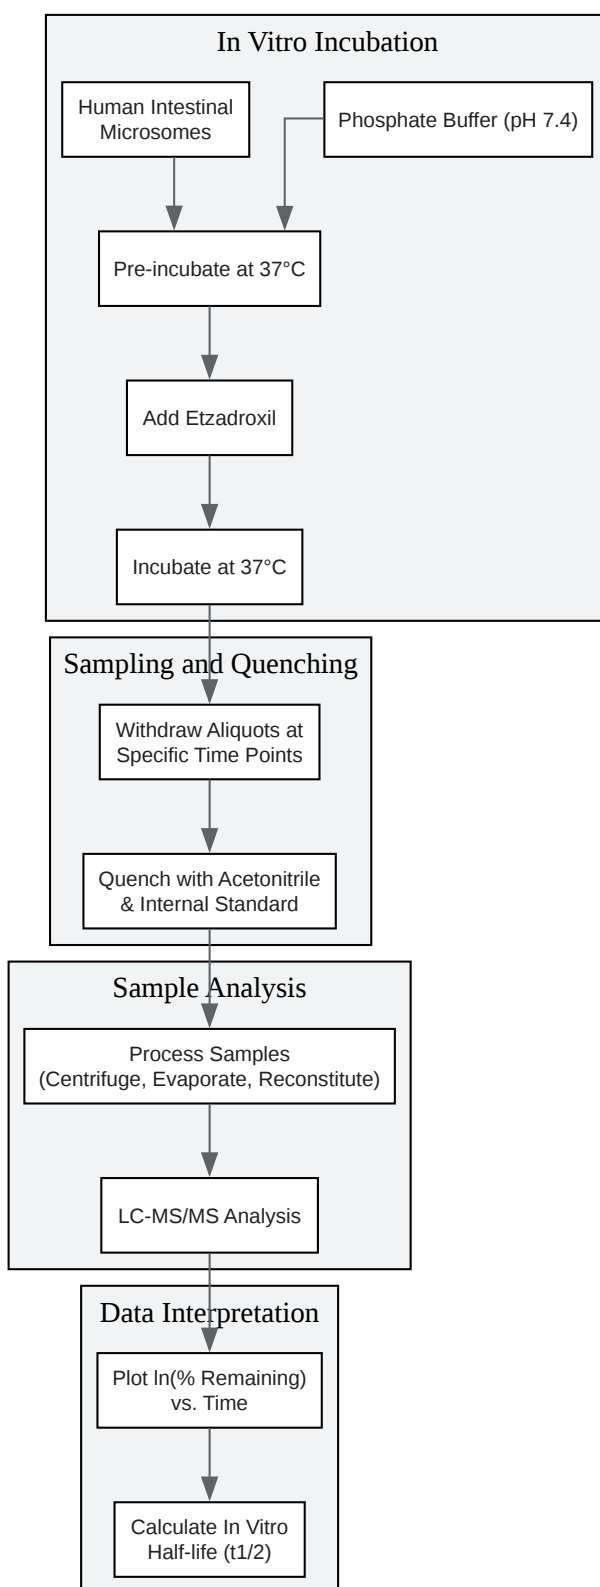 In Vitro Incubation
Human Intestinal
Microsomes
Phosphate Buffer (pH 7.4)
Pre-incubate at 37°C
Add Etzadroxil
Incubate at 37°C
Sampling and Quenching
Withdraw Aliquots at
Specific Time Points
Quench with Acetonitrile
& Internal Standard
Sample Analysis
Process Samples
(Centrifuge, Evaporate, Reconstitute)
LC-MS/MS Analysis
Data Interpretation
Plot ln(% Remaining)
vs. Time
Calculate In Vitro
Half-life (t1/2)